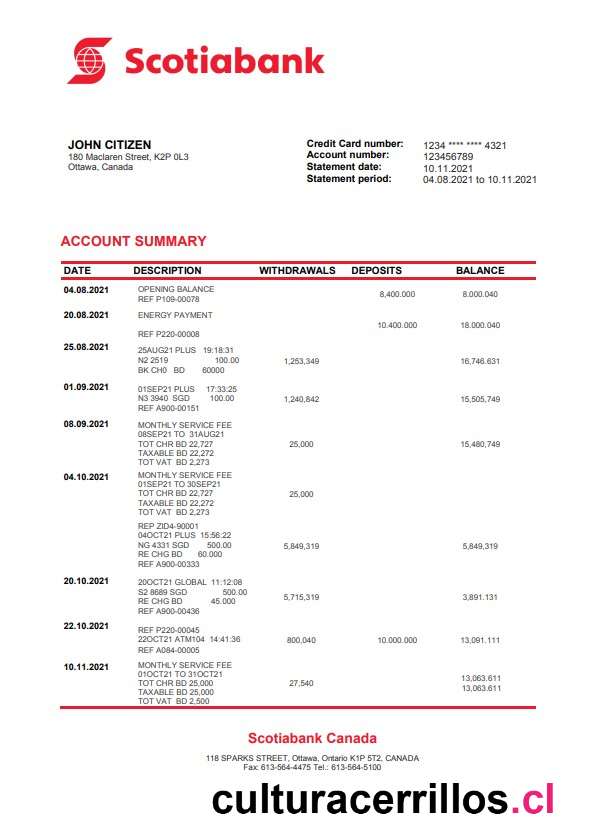 Scotiabank
JOHN CITIZEN
180 Maclaren Street, K2P 0L3
Ottawa, Canada
Credit Card number: 1234 **** **** 4321
Account number: 123456789
Statement date: 10.11.2021
Statement period: 04.08.2021 to 10.11.2021
ACCOUNT SUMMARY
DATE DESCRIPTION WITHDRAWALS DEPOSITS BALANCE
04.08.2021 OPENING BALANCE
REF P109-00078 8,400.000 8.000.040
20.08.2021 ENERGY PAYMENT
10.400.000 18.000.040
REF P220-00008
25.08.2021
25AUG21 PLUS 19:18:31
N2 2519 100.00 1,253,349 16,746.631
BK CH0 BD 60000
01.09.2021 01SEP21 PLUS 17:33:25
N3 3940 SGD 100.00 1,240,842 15,505,749
REF A900-00151
08.09.2021 MONTHLY SERVICE FEE
08SEP21 TO 31AUG21
TOT CHR BD 22,727 25,000 15,480,749
TAXABLE BD 22,272
TOT VAT BD 2,273
04.10.2021 MONTHLY SERVICE FEE
01SEP21 TO 30SEP21
TOT CHR BD 22,727 25,000
TAXABLE BD 22,272
TOT VAT BD 2,273
REP ZID4-90001
04OCT21 PLUS 15:56:22
NG 4331 SGD 500.00 5,849,319 5,849,319
RE CHG BD 60.000
REF A900-00333
20.10.2021 20OCT21 GLOBAL 11:12:08
S2 8689 SGD 500.00
RE CHG BD 45.000 5,715,319 3,891.131
REF A900-00436
22.10.2021 REF P220-00045
22OCT21 ATM104 14:41:36 800,040 10.000.000 13,091.111
REF A084-00005
10.11.2021 MONTHLY SERVICE FEE
01OCT21 TO 31OCT21 13,063.611
TOT CHR BD 25,000 27,540
TAXABLE BD 25,000 13,063.611
TOT VAT BD 2,500
Scotiabank Canada
118 SPARKS STREET, Ottawa, Ontario K1P 5T2, CANADA
Fax: 613-564-4475 Tel.: 613-564-5100
culturacerrillos.cl